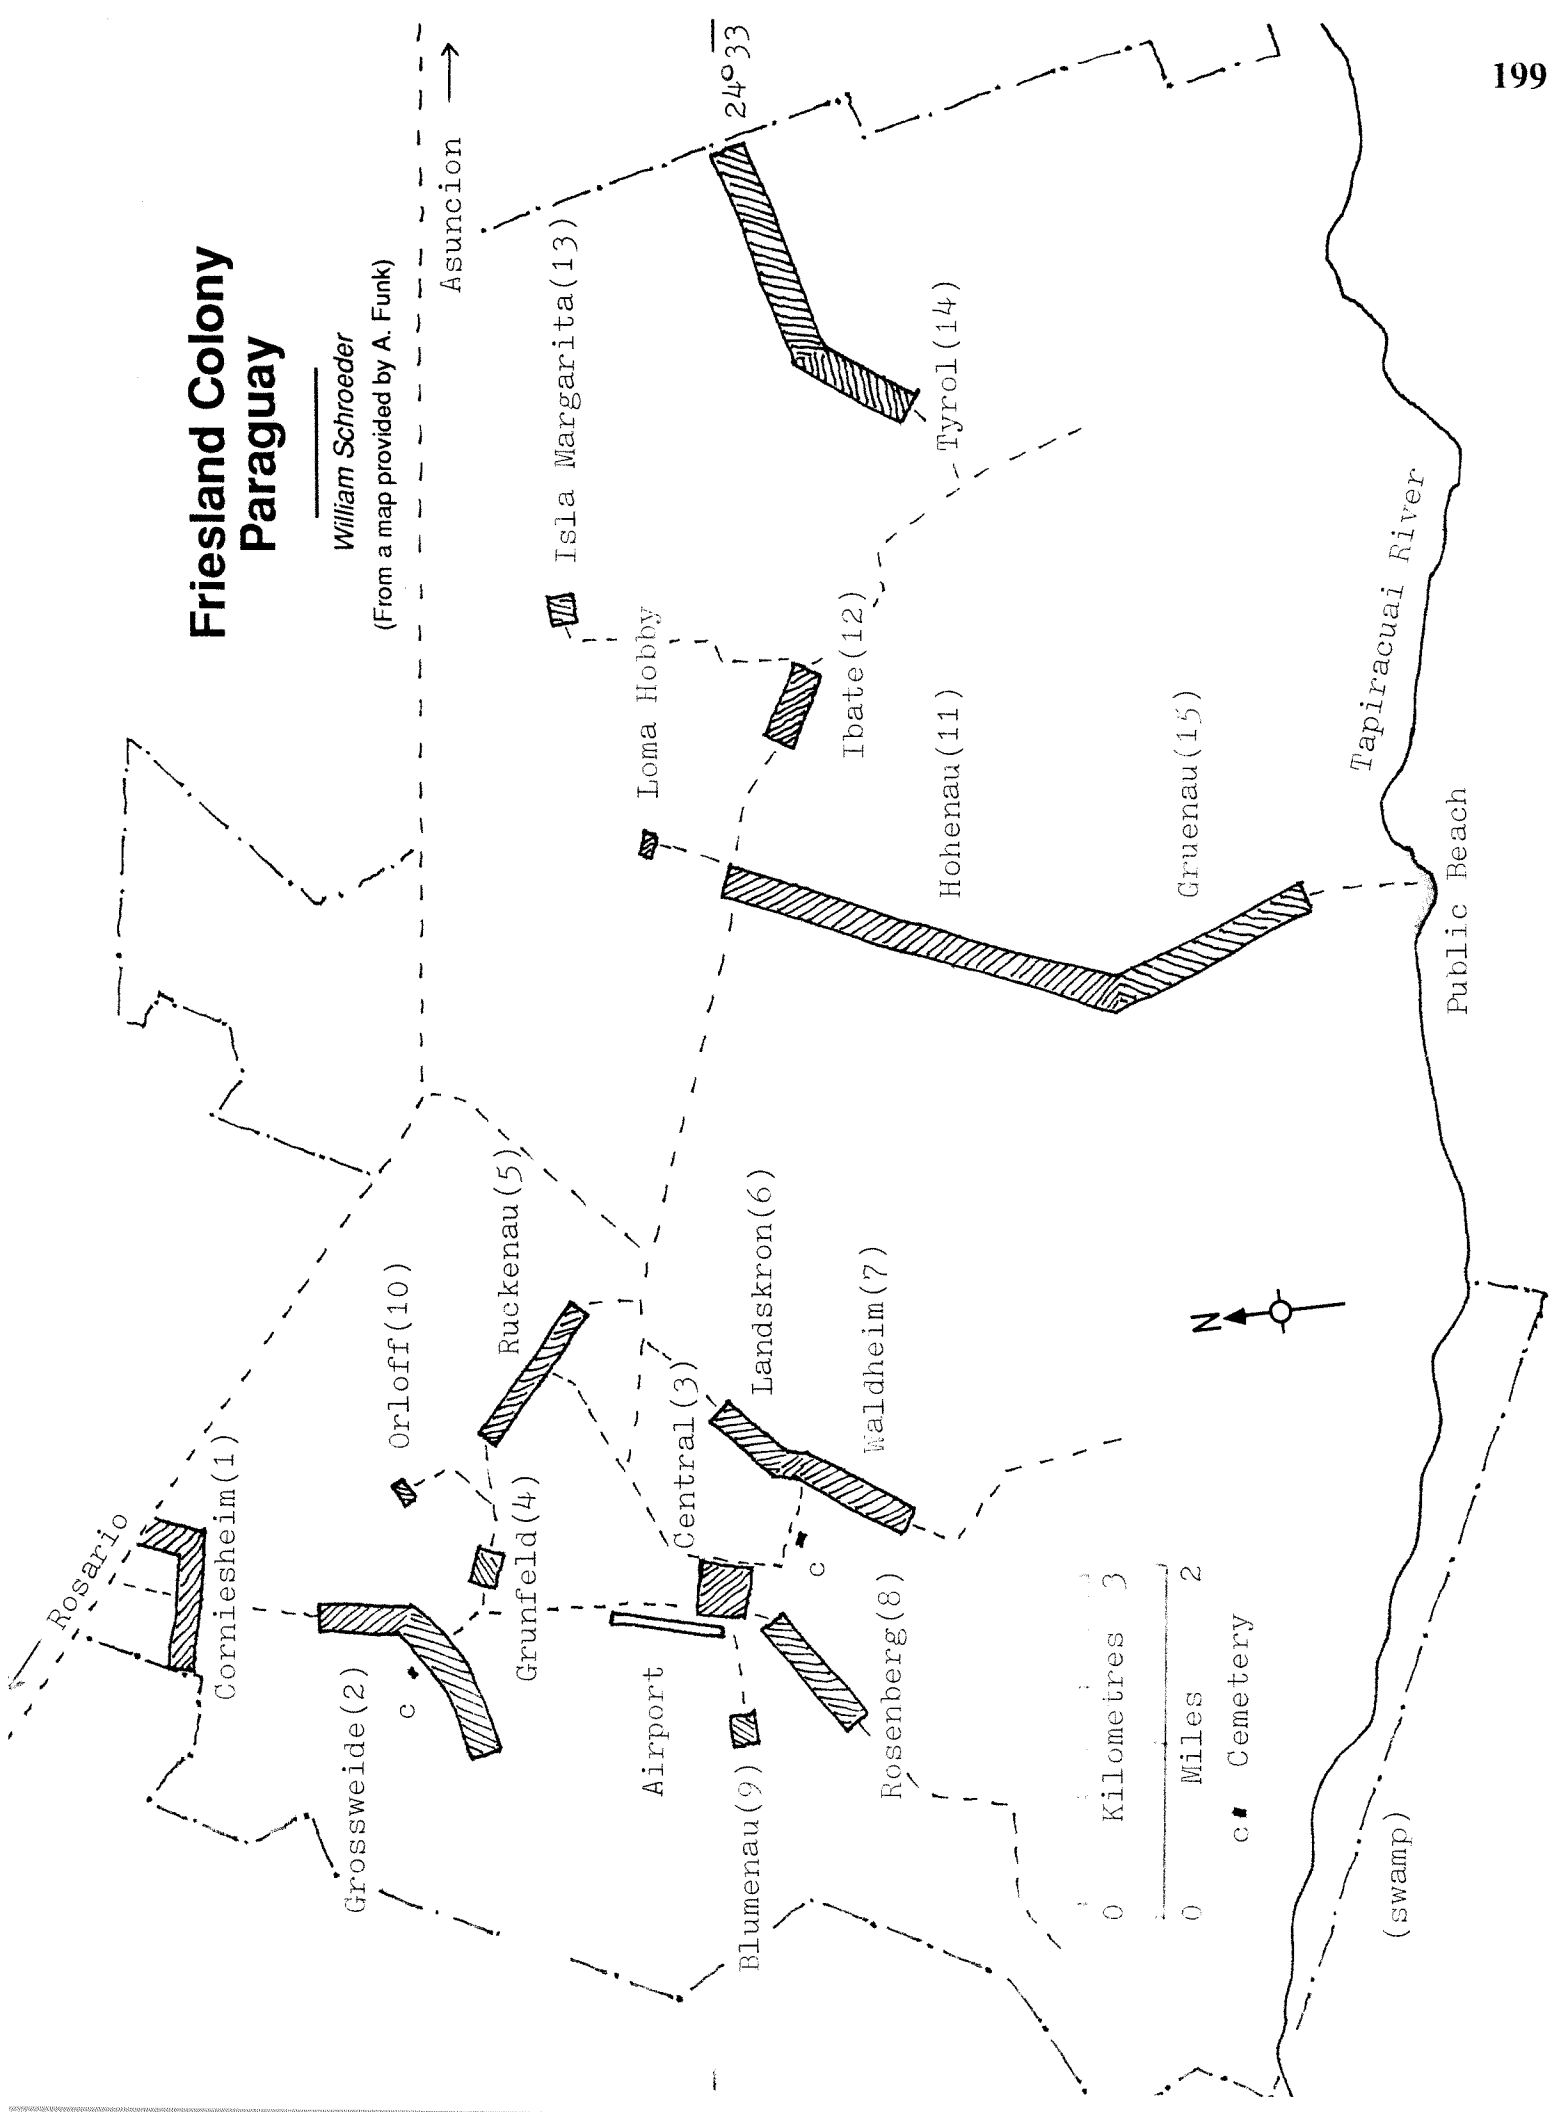 199
Friesland Colony
Paraguay
William Schroeder
(From a map provided by A. Funk)
Rosario
Asuncion
Corniesheim(1)
Grossweide(2)
c
Orloff(10)
Ruckenau(5)
Grunfeld(4)
Isla Margarita(13)
Loma Hobby
24° 33
Airport
Central(3)
Landskron(6)
Blumenau(9)
c
Waldheim(7)
Rosenberg(8)
Ibate(12)
Tyrol(14)
Hohenau(11)
Gruenau(15)
N
0 Kilometres 3
0 Miles 2
c Cemetery
Tapiracuai River
Public Beach
(swamp)